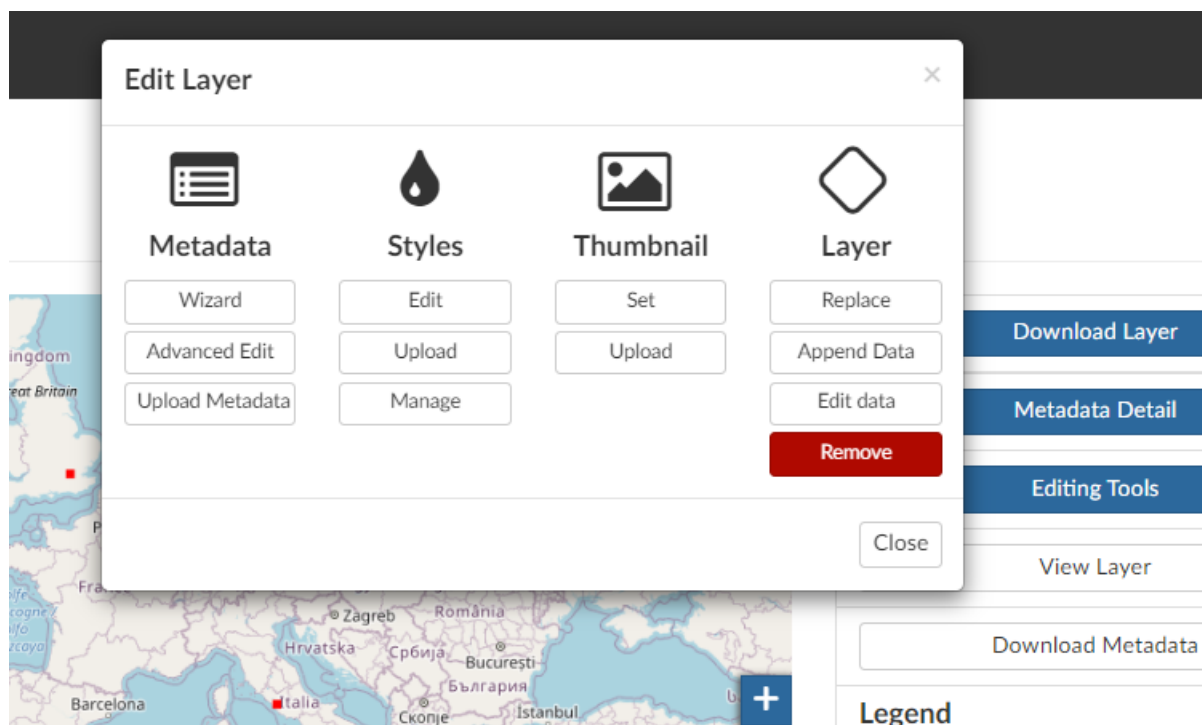 Edit Layer
×
Metadata
Styles
Thumbnail
Layer
Wizard
Edit
Set
Replace
Advanced Edit
Upload
Upload
Append Data
Upload Metadata
Manage
Edit data
Remove
Close
Download Layer
Metadata Detail
Editing Tools
View Layer
Download Metadata
Legend
ingdom
eat Britain
Fra
Zagreb
România
Hrvatska
Србија
București
България
Barcelona
Italia
Скопје
Istanbul
+